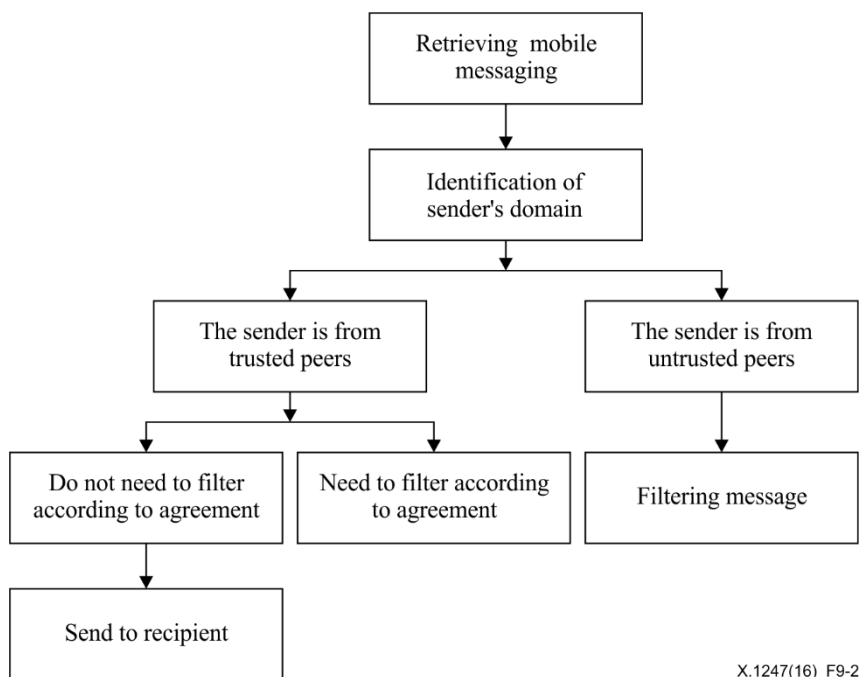 Retrieving mobile
messaging
Identification of
sender's domain
The sender is from
trusted peers
The sender is from
untrusted peers
Do not need to filter
according to agreement
Need to filter according
to agreement
Filtering message
Send to recipient
X.1247(16)_F9-2